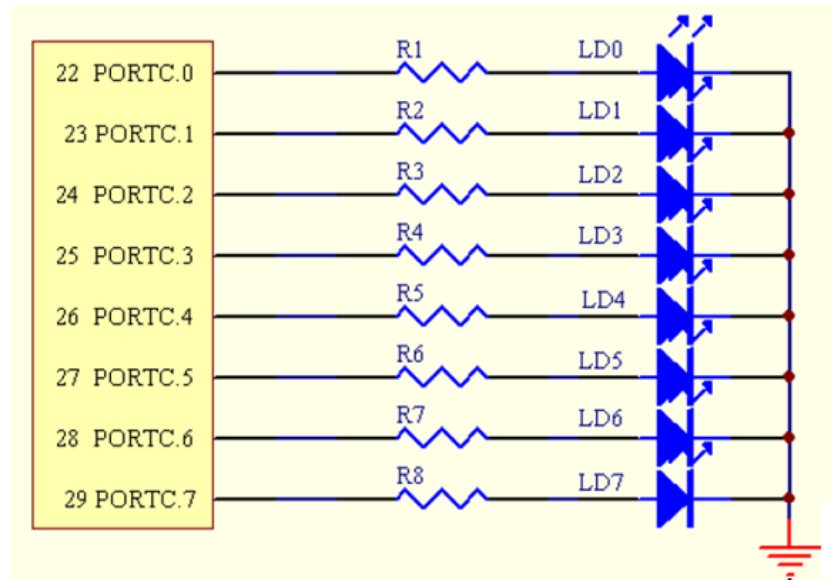 22 PORTC.0 R1 LD0
23 PORTC.1 R2 LD1
24 PORTC.2 R3 LD2
25 PORTC.3 R4 LD3
26 PORTC.4 R5 LD4
27 PORTC.5 R6 LD5
28 PORTC.6 R7 LD6
29 PORTC.7 R8 LD7